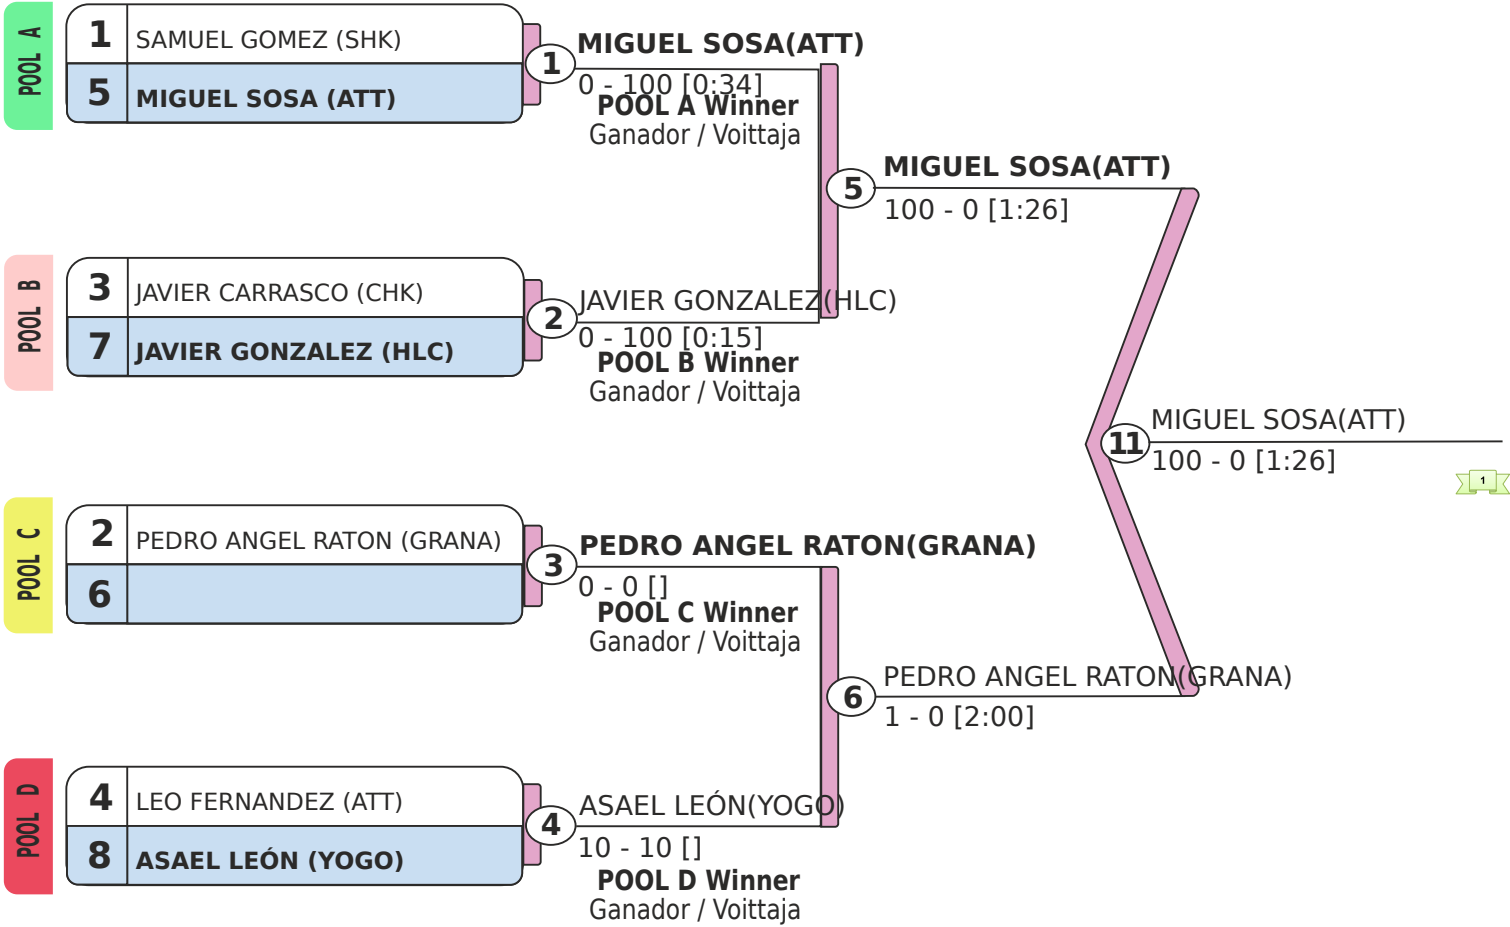 POOL A
1 SAMUEL GOMEZ (SHK)
5 MIGUEL SOSA (ATT)
1 MIGUEL SOSA(ATT)
0 - 100 [0:34]
POOL A Winner
Ganador / Voittaja
5 MIGUEL SOSA(ATT)
100 - 0 [1:26]
POOL B
3 JAVIER CARRASCO (CHK)
7 JAVIER GONZALEZ (HLC)
2 JAVIER GONZALEZ(HLC)
0 - 100 [0:15]
POOL B Winner
Ganador / Voittaja
11 MIGUEL SOSA(ATT)
100 - 0 [1:26]
1
POOL C
2 PEDRO ANGEL RATON (GRANA)
6
3 PEDRO ANGEL RATON(GRANA)
0 - 0 []
POOL C Winner
Ganador / Voittaja
6 PEDRO ANGEL RATON(GRANA)
1 - 0 [2:00]
POOL D
4 LEO FERNANDEZ (ATT)
8 ASAEL LEÓN (YOGO)
4 ASAEL LEÓN(YOGO)
10 - 10 []
POOL D Winner
Ganador / Voittaja